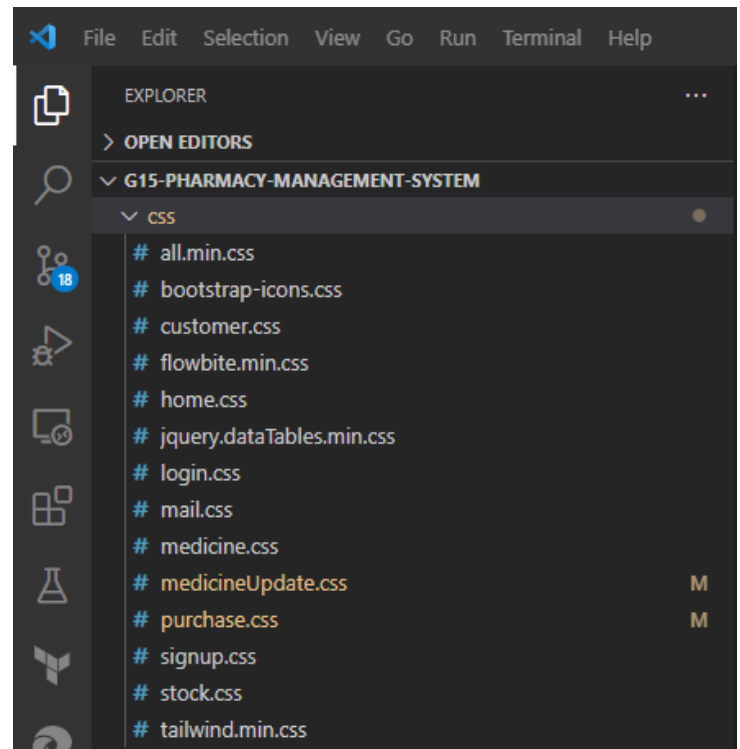 File Edit Selection View Go Run Terminal Help
EXPLORER
OPEN EDITORS
G15-PHARMACY-MANAGEMENT-SYSTEM
css
# all.min.css
# bootstrap-icons.css
# customer.css
# flowbite.min.css
# home.css
# jquery.dataTables.min.css
# login.css
# mail.css
# medicine.css
# medicineUpdate.css M
# purchase.css M
# signup.css
# stock.css
# tailwind.min.css
18